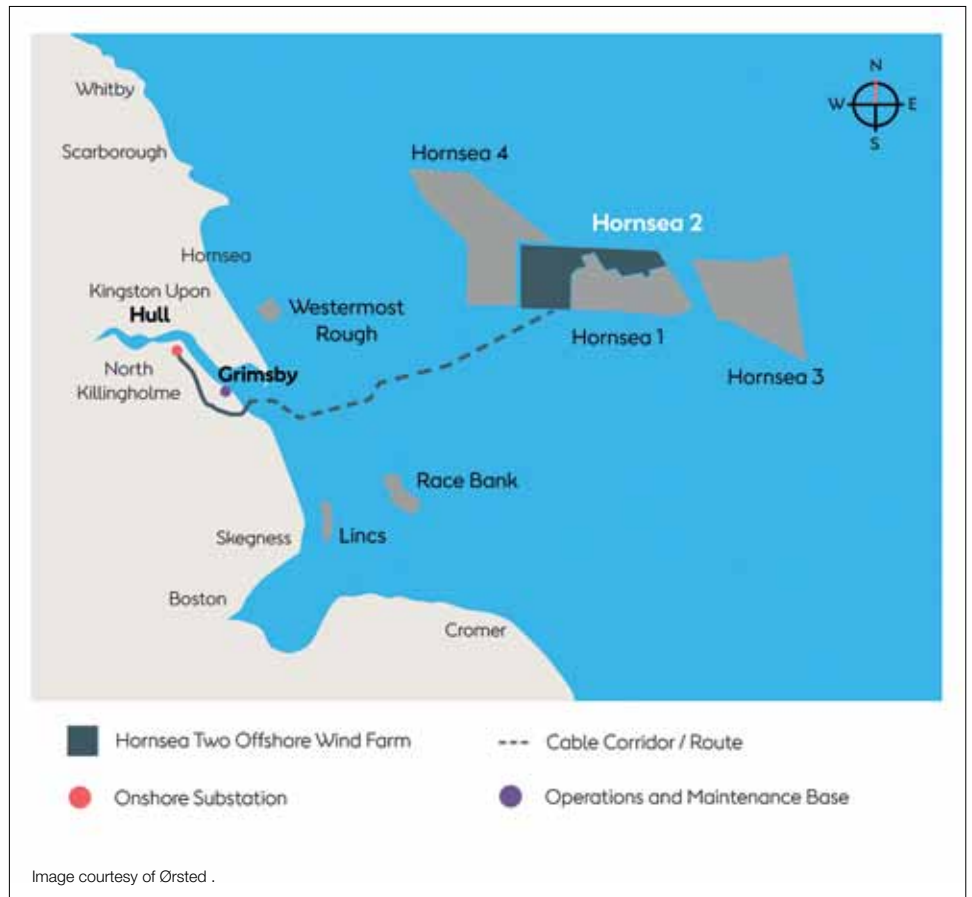 Whitby
N
W
E
S
Scarborough
Hornsea 4
Hornsea 2
Hornsea
Kingston Upon
Hull
Westermost
Rough
Hornsea 1
North
Killingholme
Grimsby
Hornsea 3
Race Bank
Skegness
Lincs
Boston
Cromer
Hornsea Two Offshore Wind Farm
Cable Corridor / Route
Onshore Substation
Operations and Maintenance Base
Image courtesy of Ørsted .